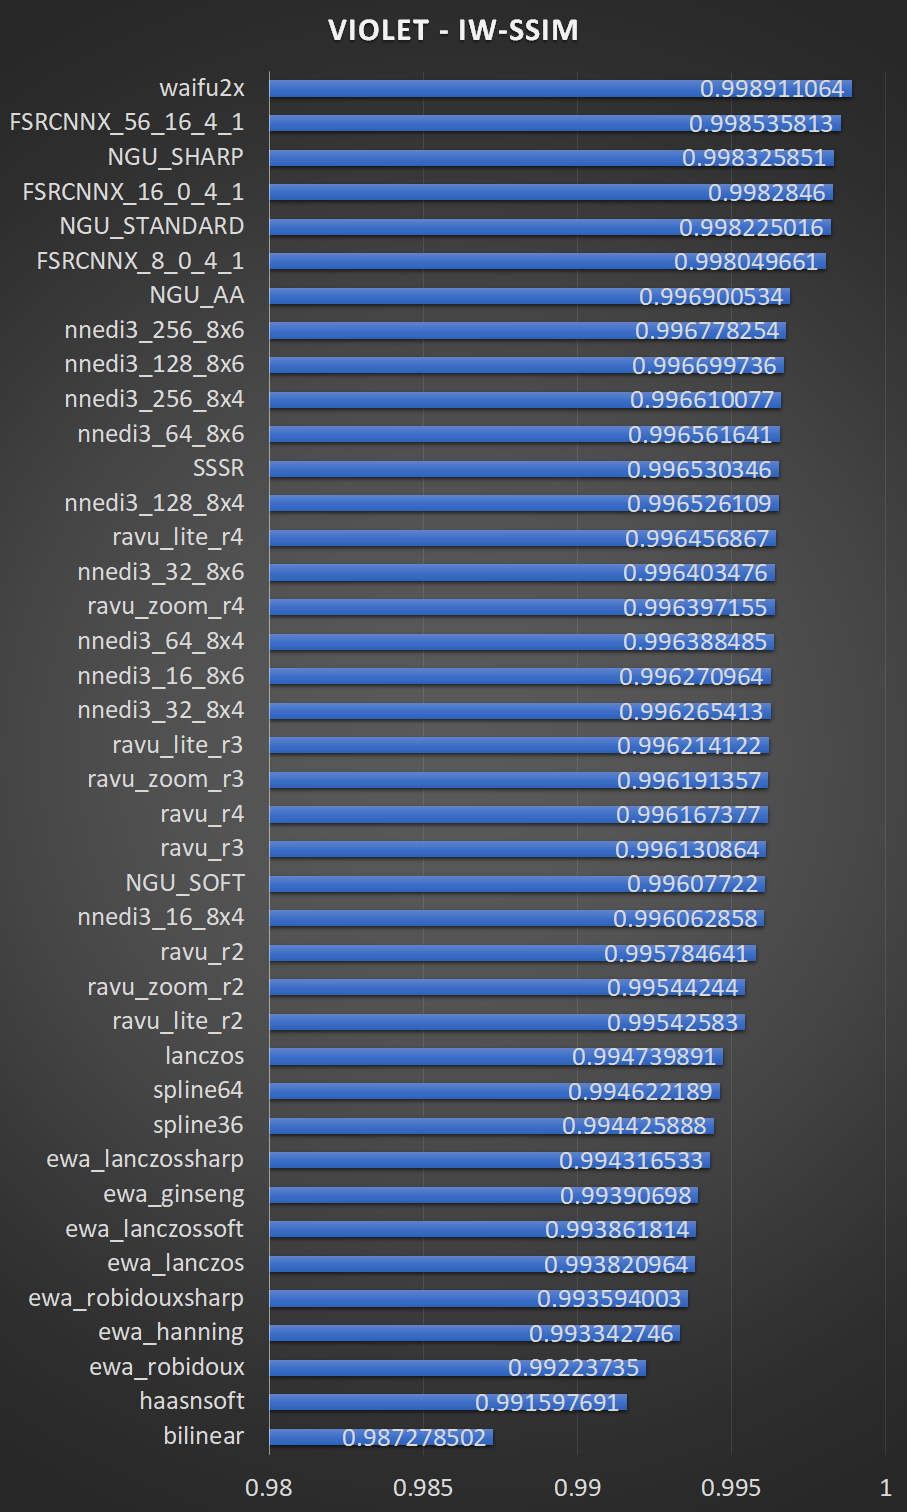 VIOLET - IW-SSIM
waifu2x 0.998911064
FSRCNNX_56_16_4_1 0.998535813
NGU_SHARP 0.998325851
FSRCNNX_16_0_4_1 0.9982846
NGU_STANDARD 0.998225016
FSRCNNX_8_0_4_1 0.998049661
NGU_AA 0.996900534
nnedi3_256_8x6 0.996778254
nnedi3_128_8x6 0.996699736
nnedi3_256_8x4 0.996610077
nnedi3_64_8x6 0.996561641
SSSR 0.996530346
nnedi3_128_8x4 0.996526109
ravu_lite_r4 0.996456867
nnedi3_32_8x6 0.996403476
ravu_zoom_r4 0.996397155
nnedi3_64_8x4 0.996388485
nnedi3_16_8x6 0.996270964
nnedi3_32_8x4 0.996265413
ravu_lite_r3 0.996214122
ravu_zoom_r3 0.996191357
ravu_r4 0.996167377
ravu_r3 0.996130864
NGU_SOFT 0.99607722
nnedi3_16_8x4 0.996062858
ravu_r2 0.995784641
ravu_zoom_r2 0.99544244
ravu_lite_r2 0.99542583
lanczos 0.994739891
spline64 0.994622189
spline36 0.994425888
ewa_lanczossharp 0.994316533
ewa_ginseng 0.99390698
ewa_lanczossoft 0.993861814
ewa_lanczos 0.993820964
ewa_robidouxsharp 0.993594003
ewa_hanning 0.993342746
ewa_robidoux 0.99223735
haasnsoft 0.991597691
bilinear 0.987278502
0.98 0.985 0.99 0.995 1